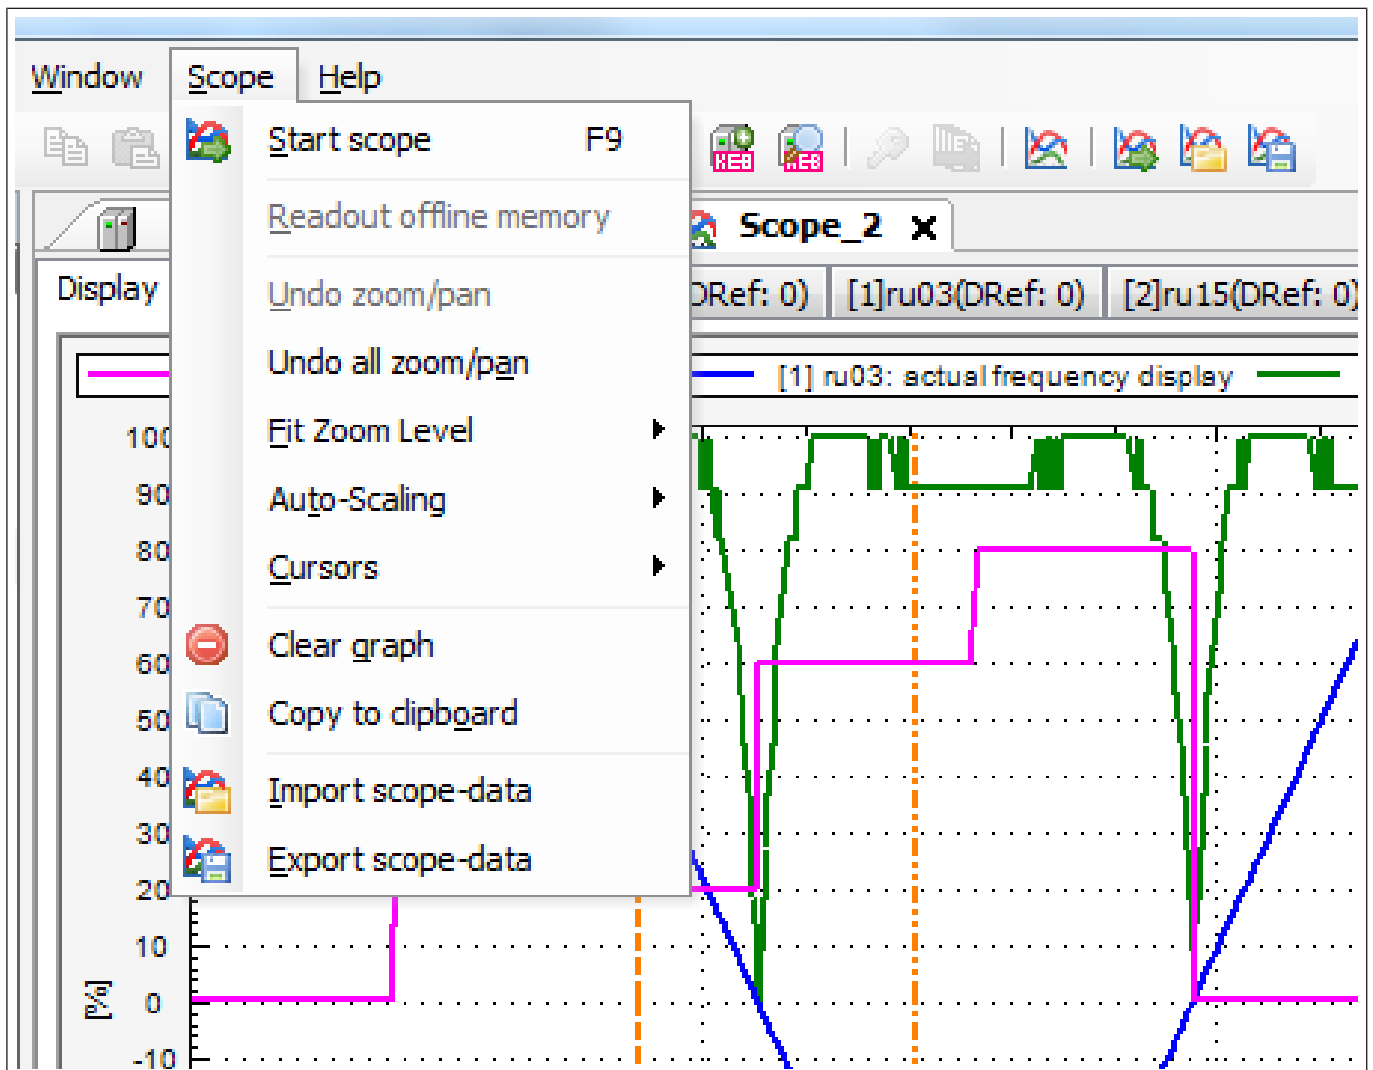 Window Scope Help
Start scope F9
KEB KEB
Readout offline memory
Scope_2
Display
DRef: 0) [1]ru03(DRef: 0) [2]ru15(DRef: 0)
Undo zoom/pan
Undo all zoom/pan
[1] ru03: actual frequency display
Fit Zoom Level
Auto-Scaling
Cursors
Clear graph
Copy to clipboard
Import scope-data
Export scope-data
100
90
80
70
60
50
40
30
20
10
0
-10
[%]